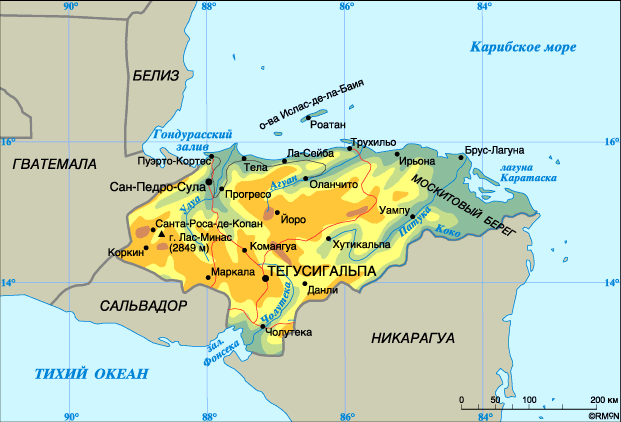 90°
88°
86°
84°
Карибское море
БЕЛИЗ
о-ва Ислас-де-ла-Баия
Роатан
Гондурасский
залив
16°
16°
Трухильо
Брус-Лагуна
ГВАТЕМАЛА
Пуэрто-Кортес
Тела
Ла-Сейба
Ирьона
лагуна
Каратаска
Сан-Педро-Сула
Прогресо
Агуан
Оланчито
МОСКИТОВЫЙ БЕРЕГ
Улуа
Йоро
Уампу
Патука
Коко
Санта-Роса-де-Копан
г. Лас-Минас
(2849 м)
Коркин
Комаягуа
Хутикальпа
Маркала
ТЕГУСИГАЛЬПА
14°
14°
Данли
САЛЬВАДОР
Чолутека
Чолутека
зал.
Фонсека
НИКАРАГУА
ТИХИЙ ОКЕАН
0 50 100 200 км
90°
88°
86°
84°
©RMcN